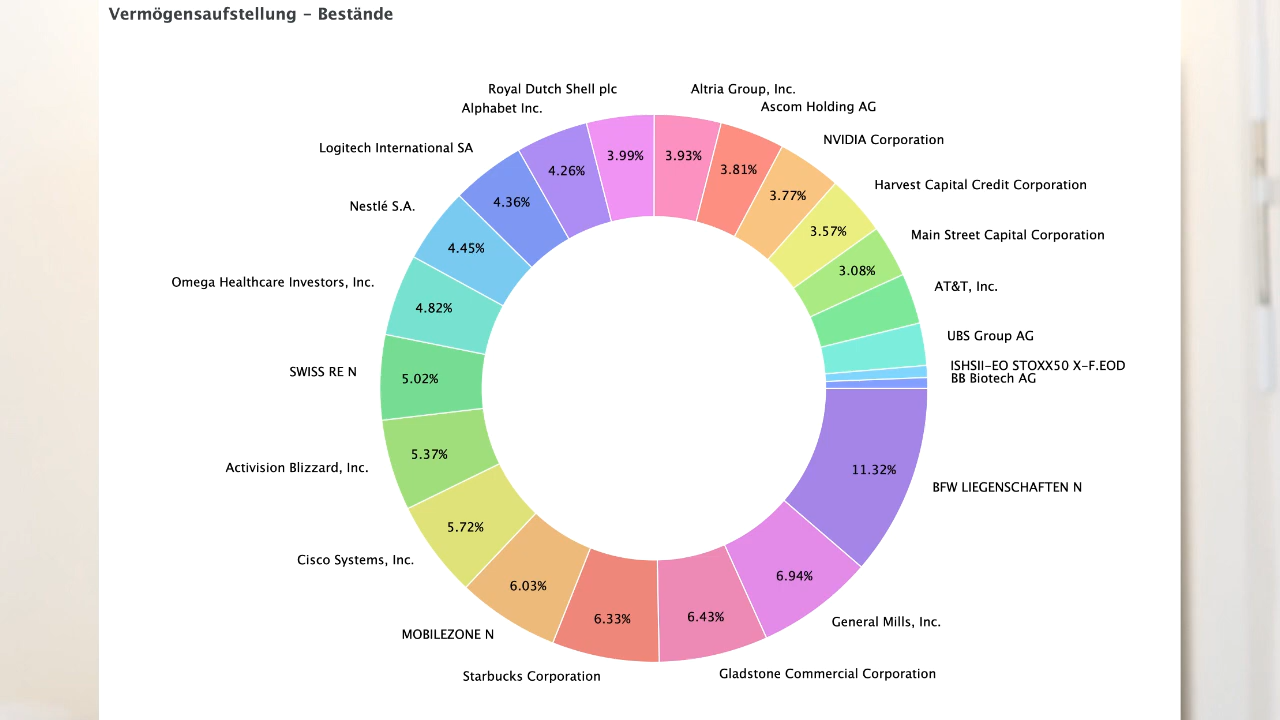 Vermögensaufstellung – Bestände
Royal Dutch Shell plc
Altria Group, Inc.
Alphabet Inc.
Ascom Holding AG
Logitech International SA
NVIDIA Corporation
3.99%
3.93%
4.26%
3.81%
Harvest Capital Credit Corporation
4.36%
3.77%
Nestlé S.A.
3.57%
Main Street Capital Corporation
4.45%
3.08%
Omega Healthcare Investors, Inc.
AT&T, Inc.
4.82%
UBS Group AG
ISHSII-EO STOXX50 X-F.EOD
SWISS RE N
5.02%
BB Biotech AG
Activision Blizzard, Inc.
5.37%
11.32%
BFW LIEGENSCHAFTEN N
5.72%
Cisco Systems, Inc.
6.94%
6.03%
6.33%
6.43%
General Mills, Inc.
MOBILEZONE N
Starbucks Corporation
Gladstone Commercial Corporation